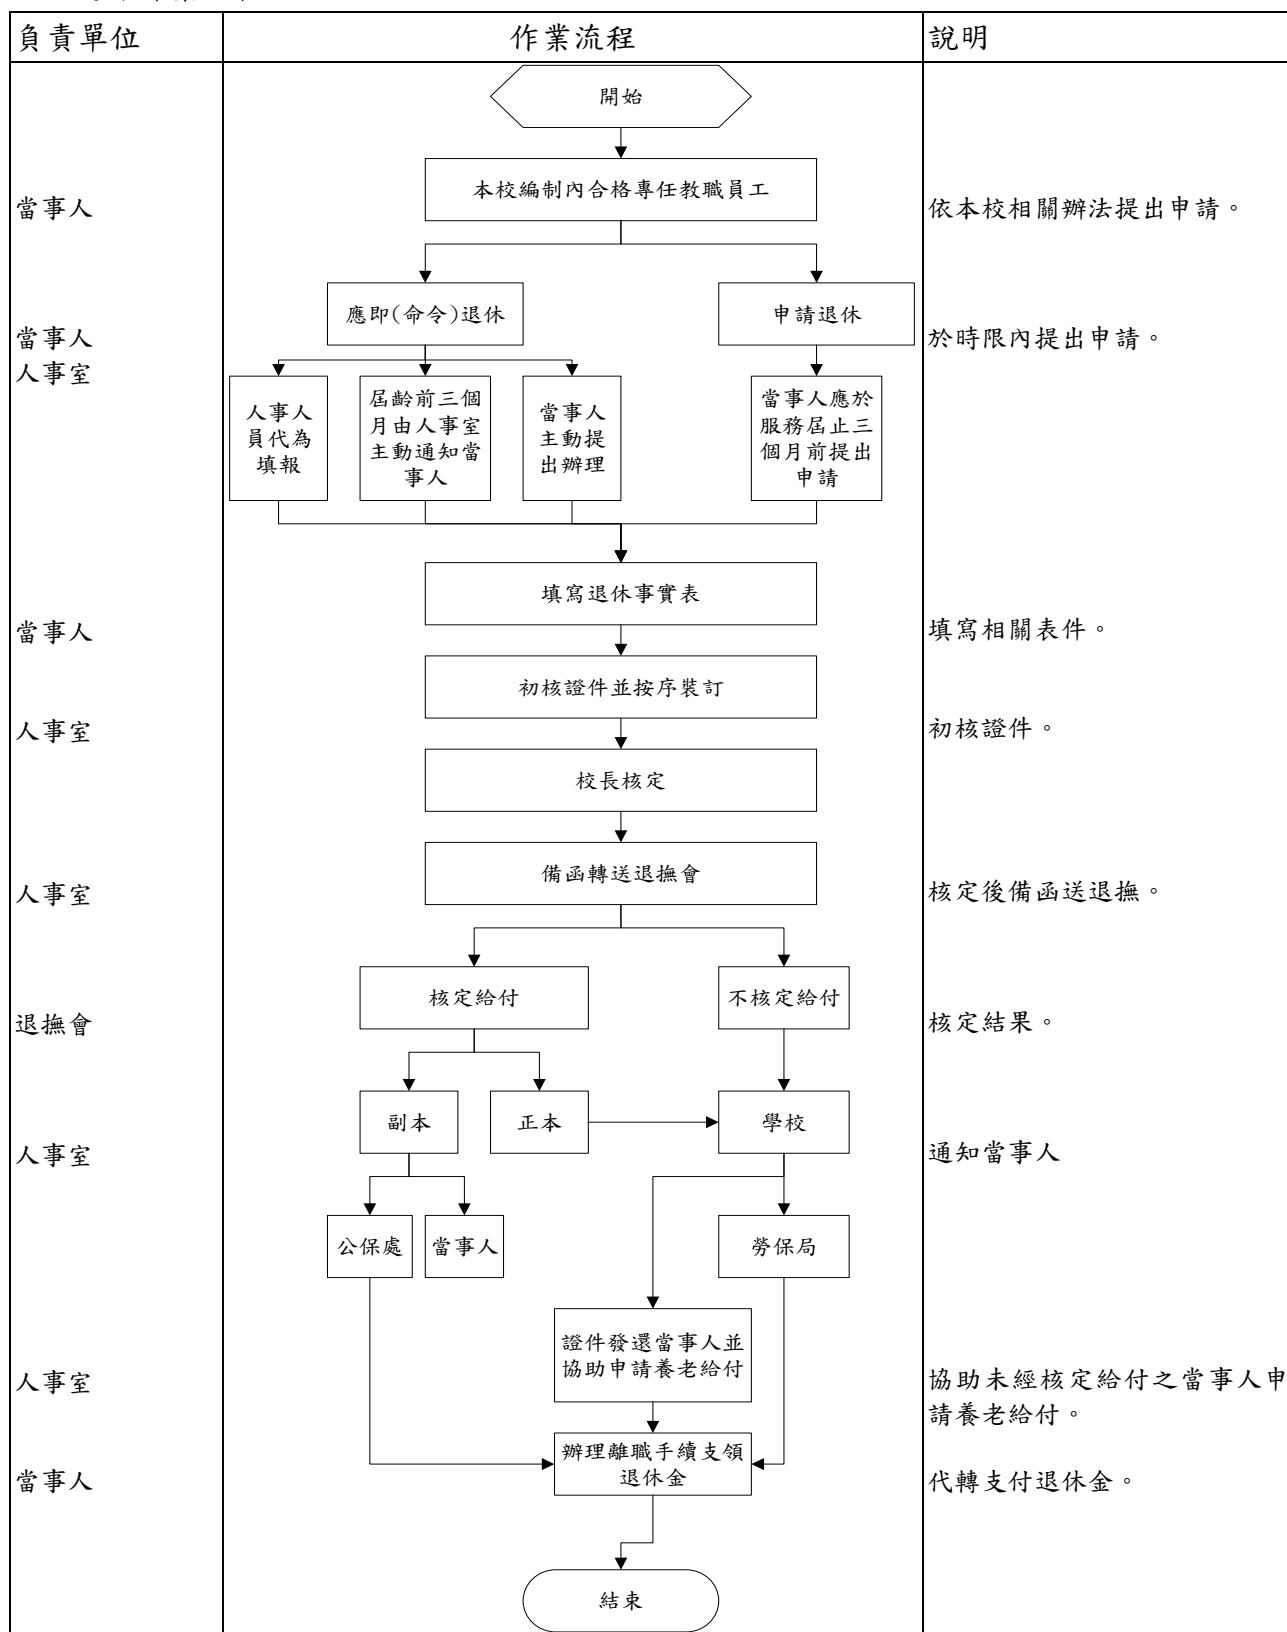 負責單位
作業流程
說明
開始
當事人
本校編制內合格專任教職員工
依本校相關辦法提出申請。
應即(命令)退休
申請退休
當事人
人事室
於時限內提出申請。
人事人
員代為
填報
屆齡前三個
月由人事室
主動通知當
事人
當事人
主動提
出辦理
當事人應於
服務屆止三
個月前提出
申請
填寫退休事實表
當事人
填寫相關表件。
初核證件並按序裝訂
人事室
初核證件。
校長核定
備函轉送退撫會
人事室
核定後備函送退撫。
核定給付
不核定給付
退撫會
核定結果。
副本
正本
學校
人事室
通知當事人
公保處
當事人
勞保局
證件發還當事人並
協助申請養老給付
人事室
協助未經核定給付之當事人申
請養老給付。
辦理離職手續支領
退休金
當事人
代轉支付退休金。
結束